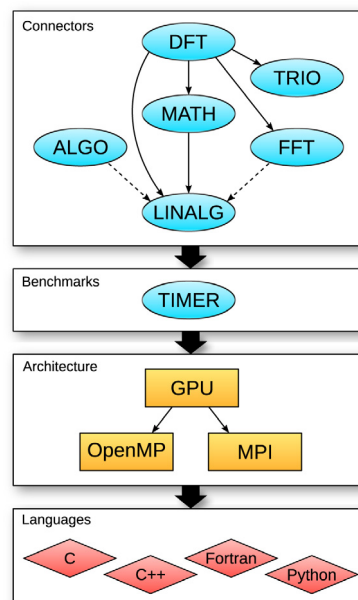 Connectors
DFT
TRIO
MATH
ALGO
FFT
LINALG
Benchmarks
TIMER
Architecture
GPU
OpenMP
MPI
Languages
C
Fortran
C++
Python